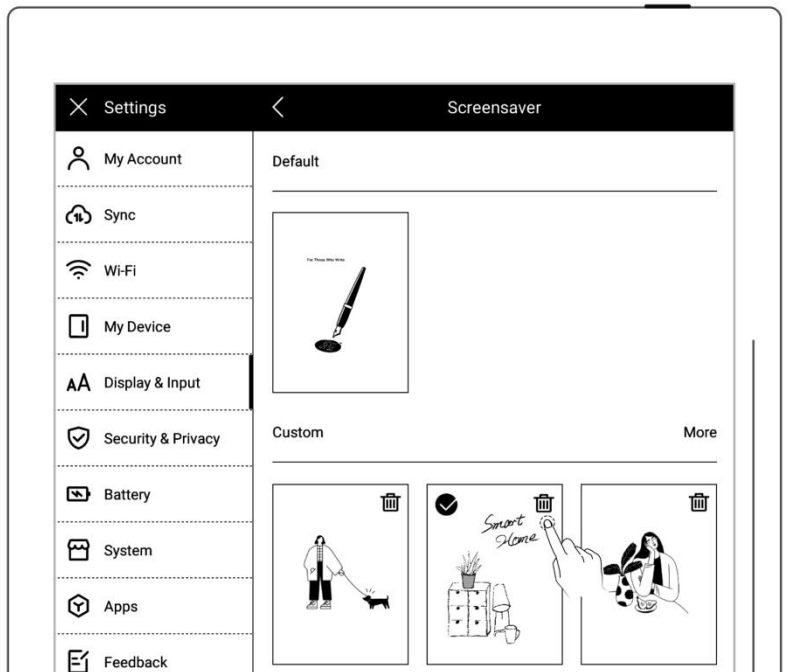 Settings
Screensaver
My Account
Sync
Wi-Fi
My Device
Display & Input
Security & Privacy
Battery
System
Apps
Feedback
Default
For Those Who Write
Custom
More
Smart
Home